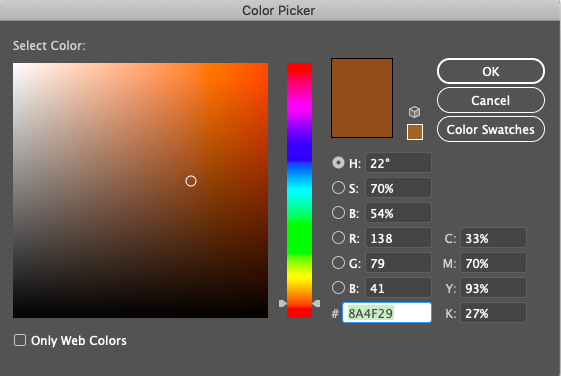 Color Picker
Select Color:
OK
Cancel
Color Swatches
H: 22°
S: 70%
B: 54%
R: 138 C: 33%
G: 79 M: 70%
B: 41 Y: 93%
# 8A4F29 K: 27%
Only Web Colors